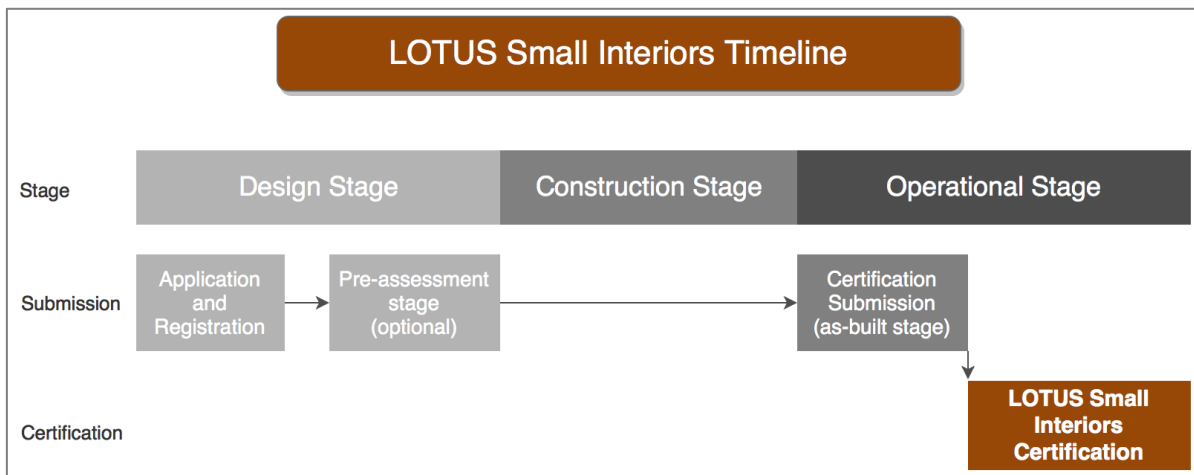 LOTUS Small Interiors Timeline
Stage
Design Stage
Construction Stage
Operational Stage
Submission
Application
and
Registration
Pre-assessment
stage
(optional)
Certification
Submission
(as-built stage)
Certification
LOTUS Small
Interiors
Certification